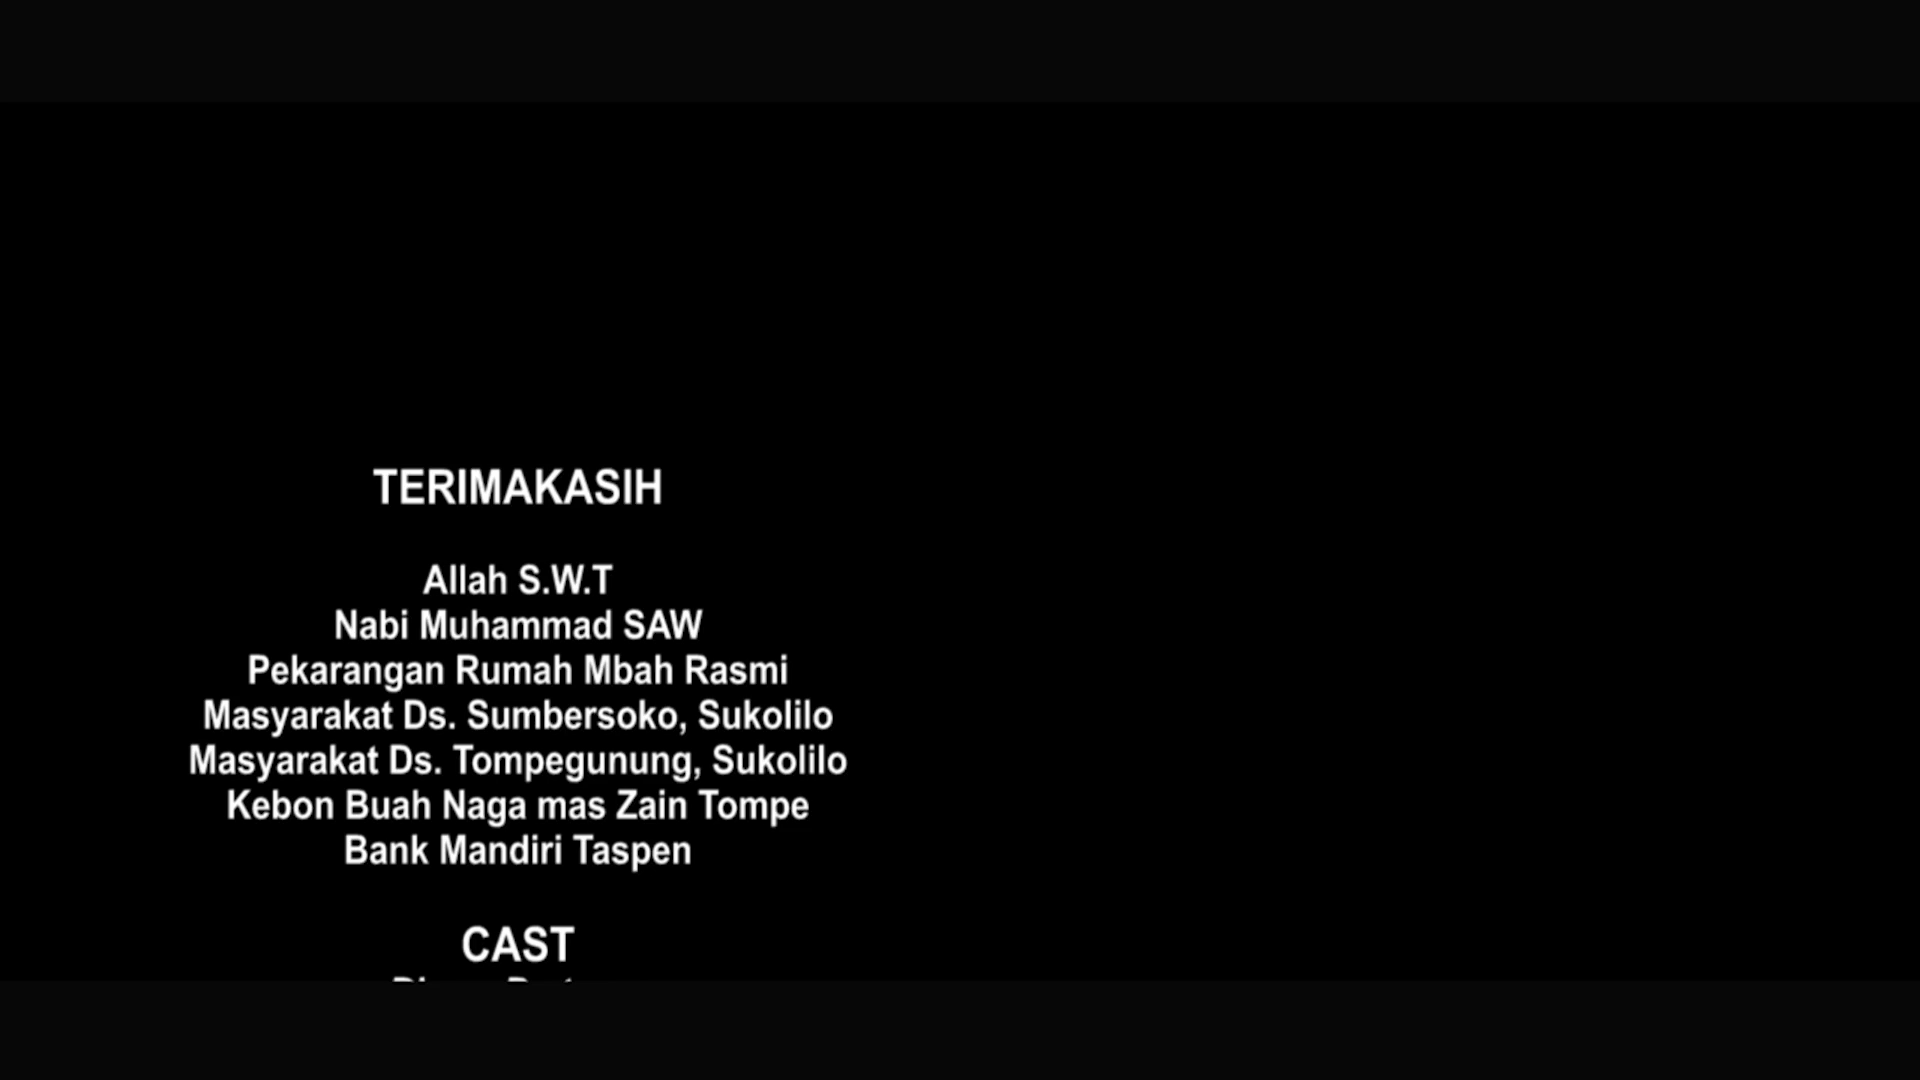 TERIMAKASIH
Allah S.W.T
Nabi Muhammad SAW
Pekarangan Rumah Mbah Rasmi
Masyarakat Ds. Sumbersoko, Sukolilo
Masyarakat Ds. Tompegunung, Sukolilo
Kebon Buah Naga mas Zain Tompe
Bank Mandiri Taspen
CAST